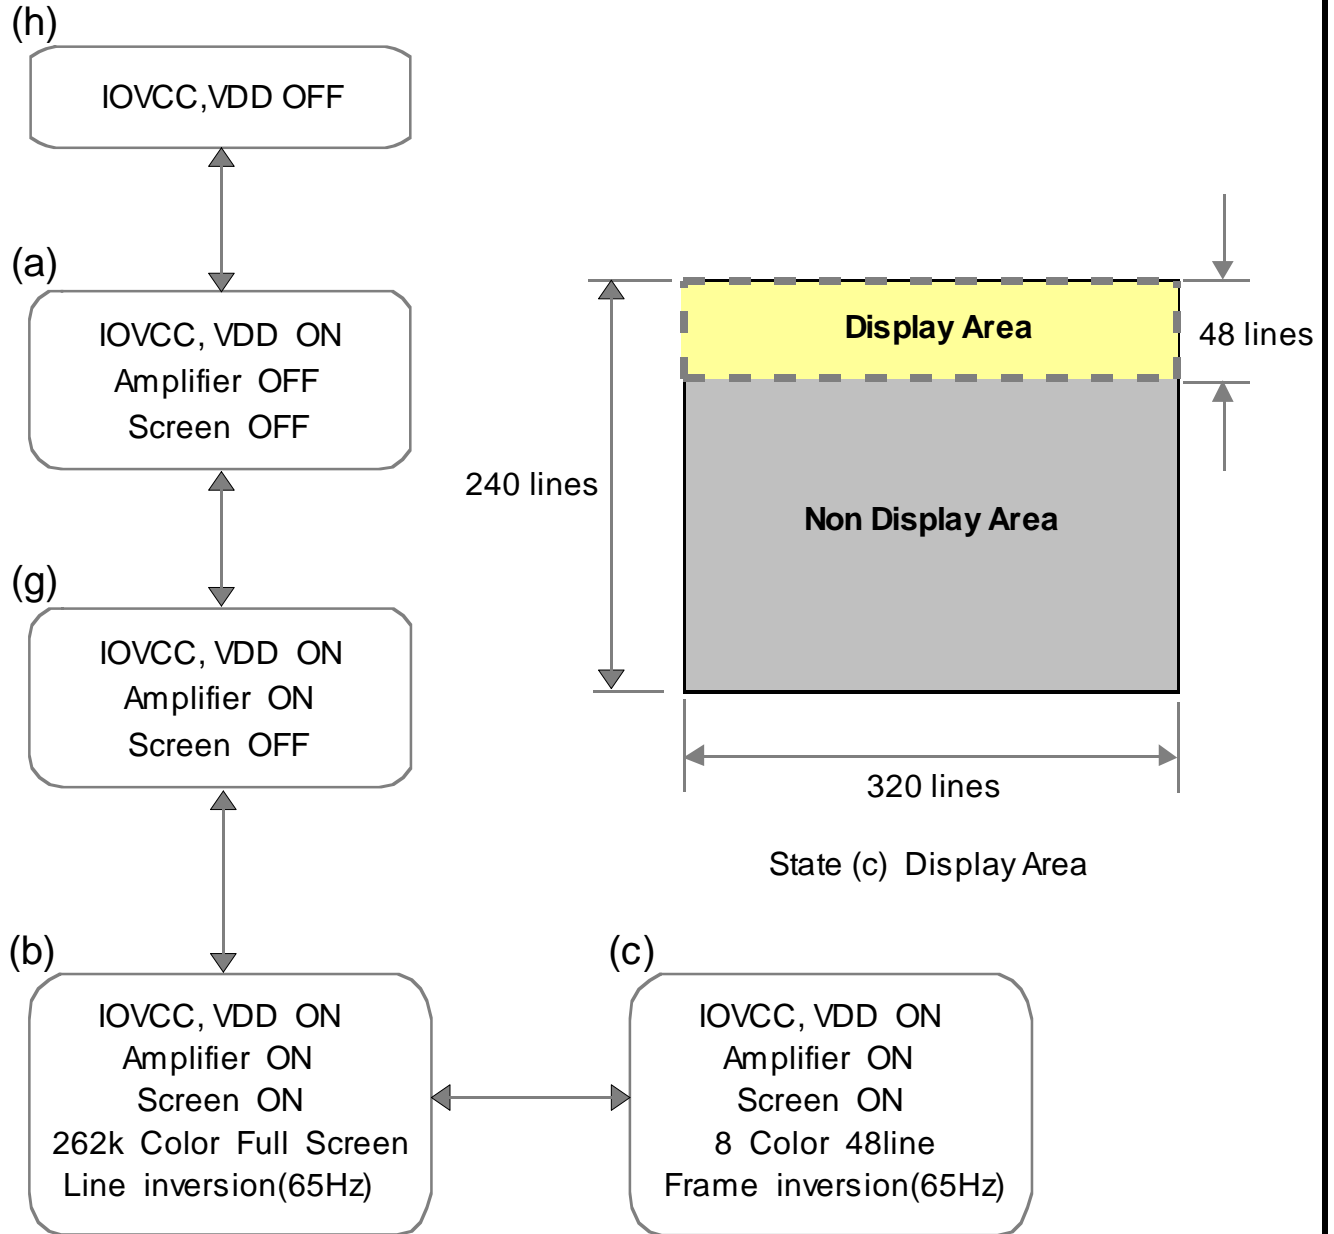 (h)
IOVCC,VDD OFF
(a)
IOVCC, VDD ON
Amplifier OFF
Screen OFF
(g)
IOVCC, VDD ON
Amplifier ON
Screen OFF
(b)
IOVCC, VDD ON
Amplifier ON
Screen ON
262k Color Full Screen
Line inversion(65Hz)
(c)
IOVCC, VDD ON
Amplifier ON
Screen ON
8 Color 48line
Frame inversion(65Hz)
Display Area
48 lines
240 lines
Non Display Area
320 lines
State (c) Display Area